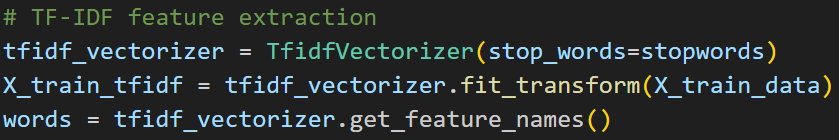 # TF-IDF feature extraction
tfidf_vectorizer = TfidfVectorizer(stop_words=stopwords)
X_train_tfidf = tfidf_vectorizer.fit_transform(X_train_data)
words = tfidf_vectorizer.get_feature_names()